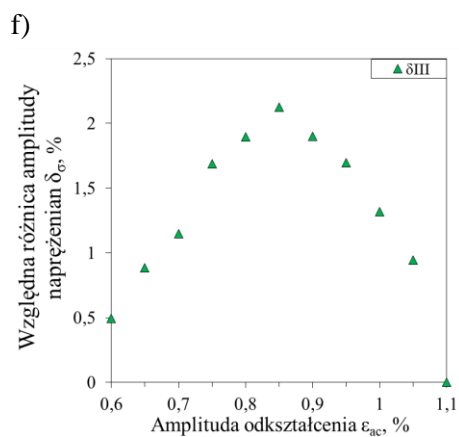 f)
δIII
Względna różnica amplitudy
naprężenian δσ, %
2,5
2
1,5
1
0,5
0
0,6
0,7
0,8
0,9
1
1,1
Amplituda odkształcenia εac, %